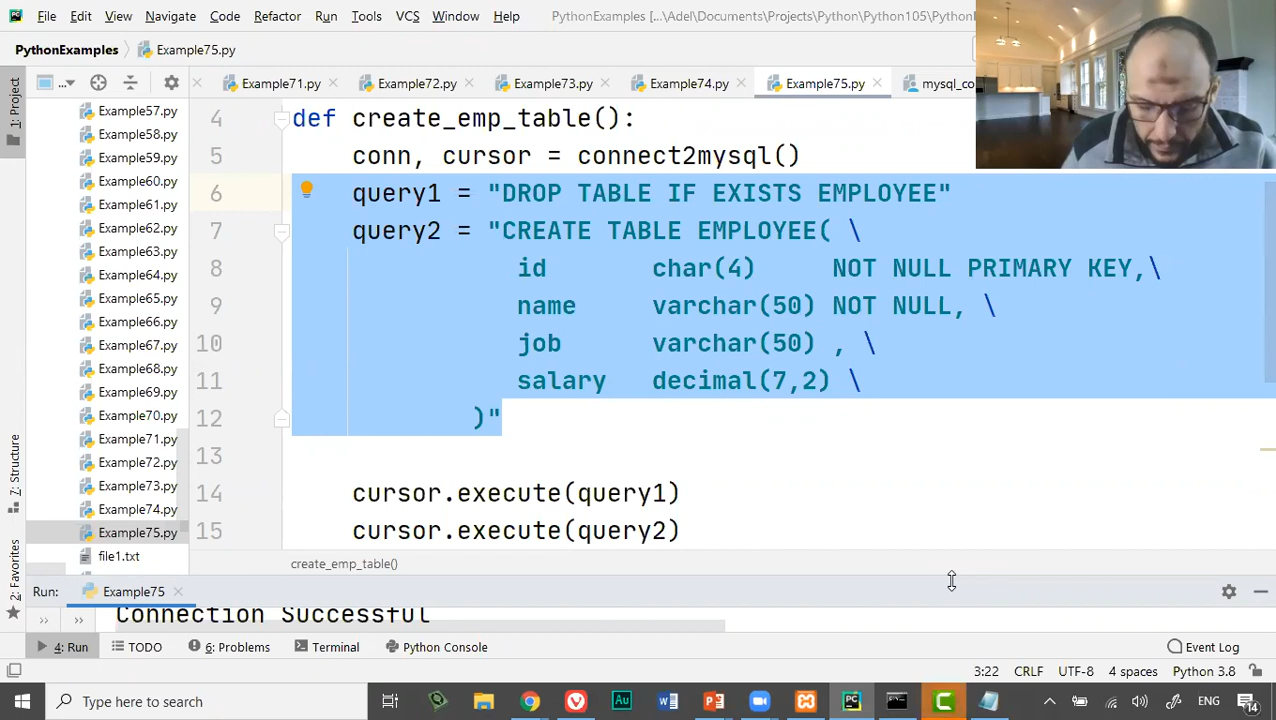 File Edit View Navigate Code Refactor Run Tools VCS Window Help PythonExamples [...\Adel\Documents\Projects\Python\Python105\
PythonExamples Example75.py
1: Project
... Example71.py Example72.py Example73.py Example74.py Example75.py mysql_co
Example57.py
Example58.py
Example59.py
Example60.py
Example61.py
Example62.py
Example63.py
Example64.py
Example65.py
Example66.py
Example67.py
Example68.py
Example69.py
Example70.py
Example71.py
Example72.py
Example73.py
Example74.py
Example75.py
file1.txt
7: Structure
2: Favorites
4 def create_emp_table():
5 conn, cursor = connect2mysql()
6 query1 = "DROP TABLE IF EXISTS EMPLOYEE"
7 query2 = "CREATE TABLE EMPLOYEE( \
8 id char(4) NOT NULL PRIMARY KEY,\
9 name varchar(50) NOT NULL, \
10 job varchar(50) , \
11 salary decimal(7,2) \
12 )"
13
14 cursor.execute(query1)
15 cursor.execute(query2)
create_emp_table()
Run: Example75
Connection Successful
4: Run TODO 6: Problems Terminal Python Console Event Log
3:22 CRLF UTF-8 4 spaces Python 3.8
Type here to search Au ENG 14